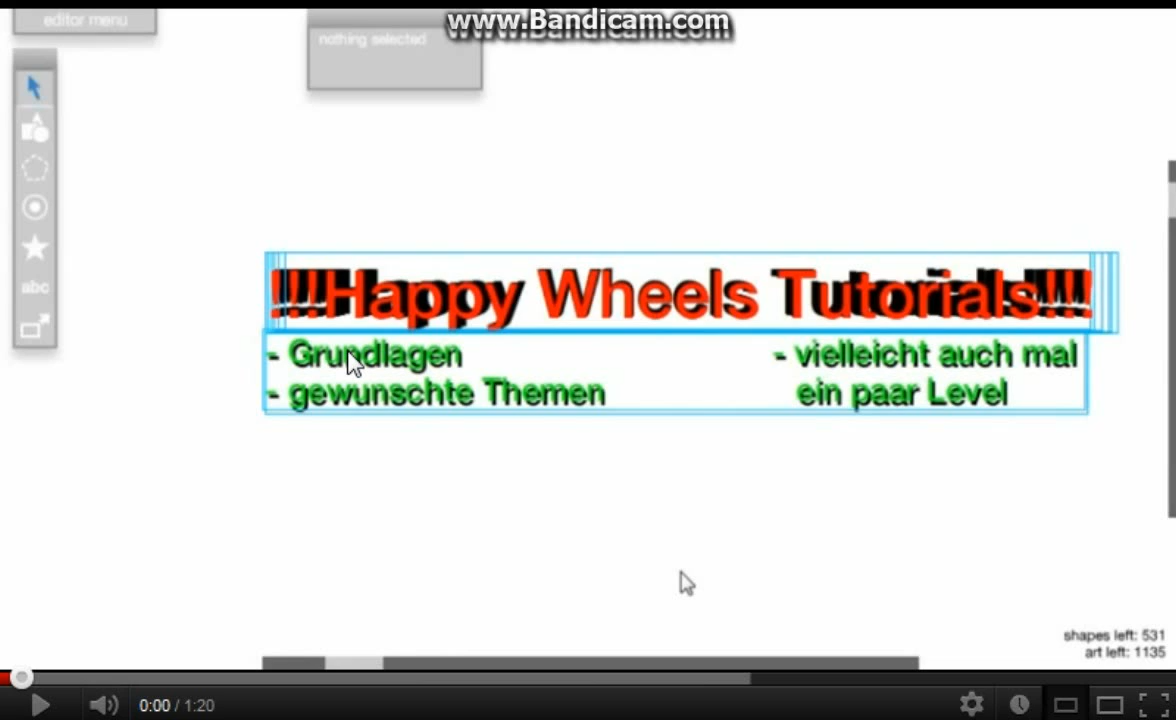 www.Bandicam.com
editor menu
nothing selected
abc
!!!Happy Wheels Tutorials!!!
- Grundlagen
- vielleicht auch mal
- gewunschte Themen
ein paar Level
shapes left: 531
art left: 1135
0:00 / 1:20